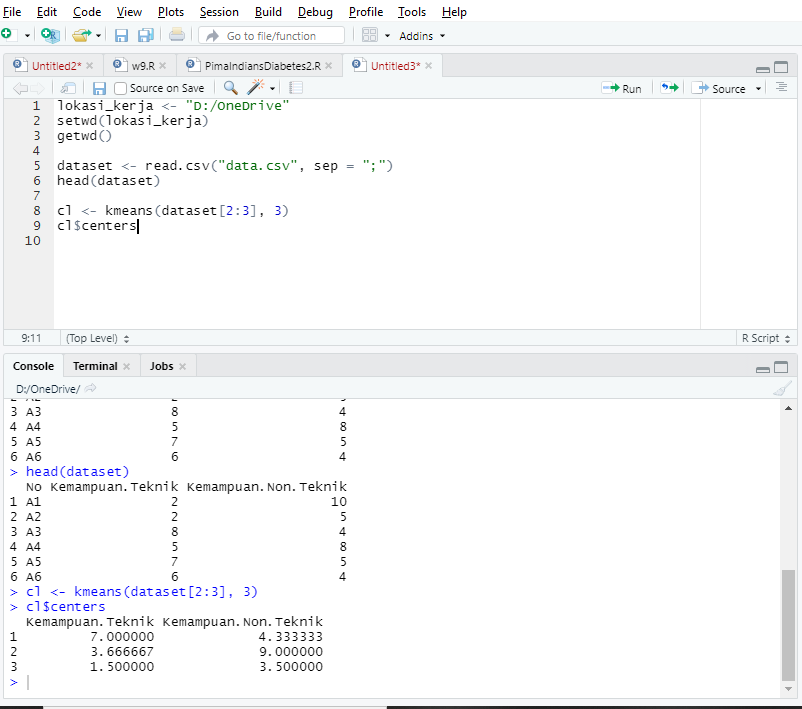 File Edit Code View Plots Session Build Debug Profile Tools Help
Go to file/function Addins
Untitled2* w9.R PimaIndiansDiabetes2.R Untitled3*
Source on Save Run Source
1 lokasi_kerja <- "D:/OneDrive"
2 setwd(lokasi_kerja)
3 getwd()
4
5 dataset <- read.csv("data.csv", sep = ";")
6 head(dataset)
7
8 cl <- kmeans(dataset[2:3], 3)
9 cl$centers
10
9:11 (Top Level) R Script
Console Terminal Jobs
D:/OneDrive/
3 A3 8 4
4 A4 5 8
5 A5 7 5
6 A6 6 4
> head(dataset)
No Kemampuan.Teknik Kemampuan.Non.Teknik
1 A1 2 10
2 A2 2 5
3 A3 8 4
4 A4 5 8
5 A5 7 5
6 A6 6 4
> cl <- kmeans(dataset[2:3], 3)
> cl$centers
Kemampuan.Teknik Kemampuan.Non.Teknik
1 7.000000 4.333333
2 3.666667 9.000000
3 1.500000 3.500000
>